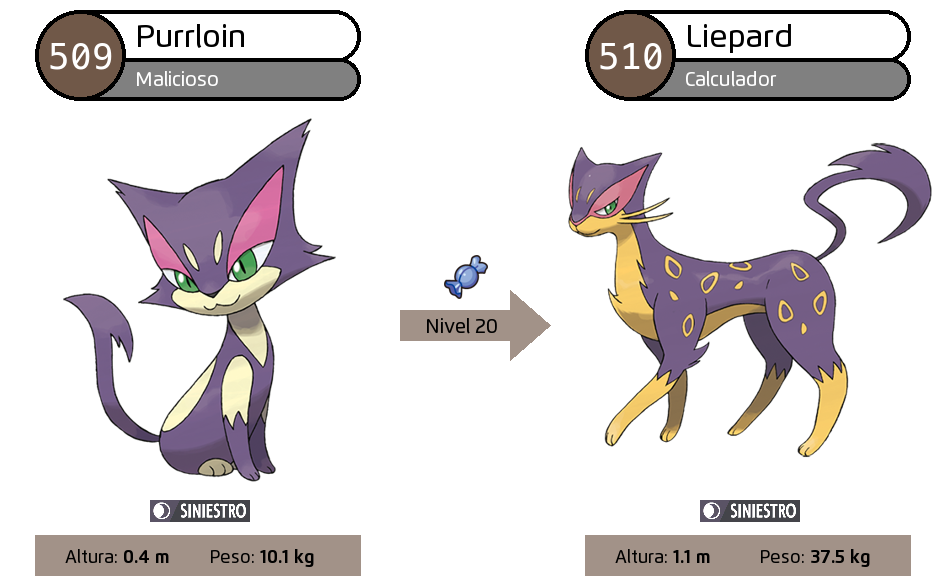 509
Purrloin
Malicioso
510
Liepard
Calculador
Nivel 20
SINIESTRO
SINIESTRO
Altura: 0.4 m Peso: 10.1 kg
Altura: 1.1 m Peso: 37.5 kg